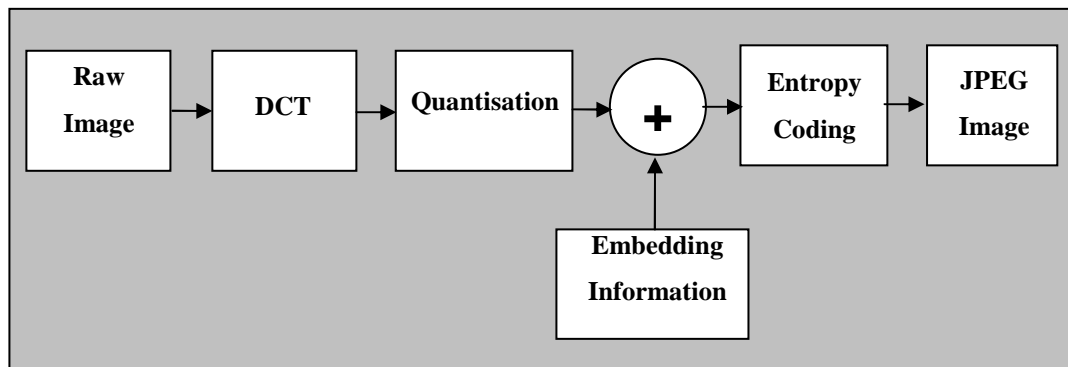 Raw
Image
DCT
Quantisation
+
Entropy
Coding
JPEG
Image
Embedding
Information